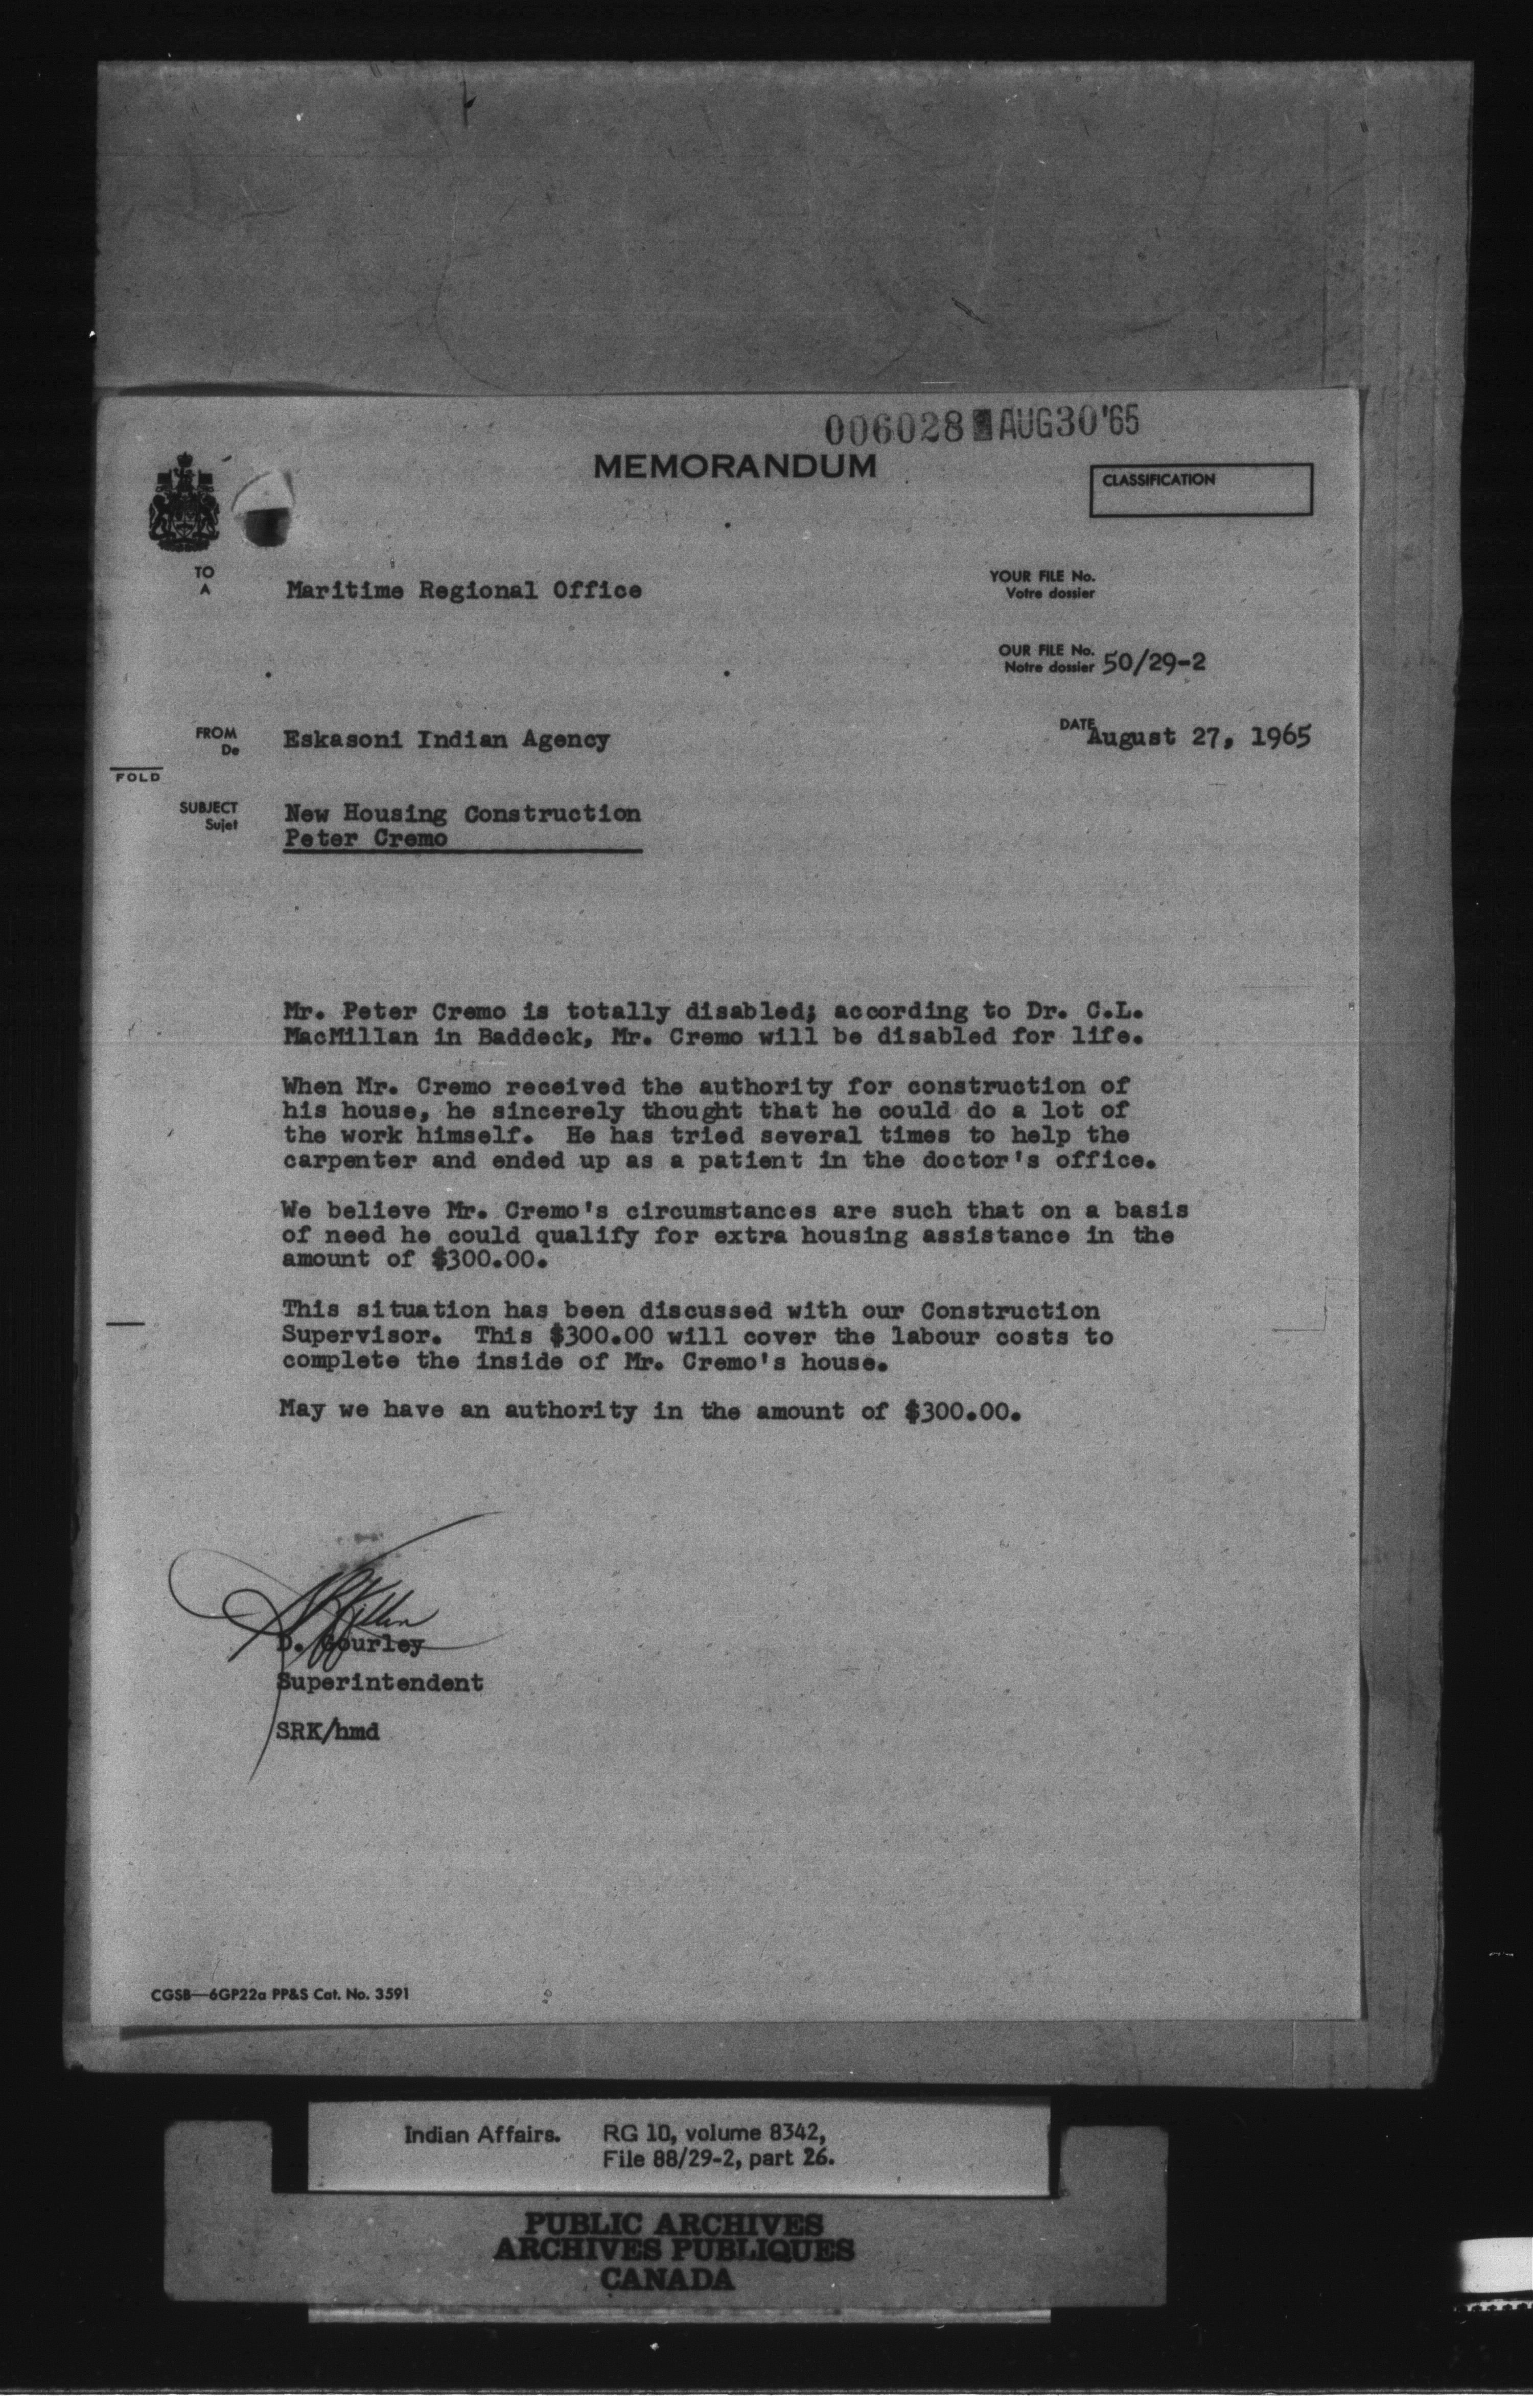 006028 AUG30'65
MEMORANDUM
CLASSIFICATION
TO
A
Maritime Regional Office
YOUR FILE No.
Votre dossier
OUR FILE No.
Notre dossier 50/29-2
FROM
De
Eskasoni Indian Agency
DATE
August 27, 1965
FOLD
SUBJECT
Sujet
New Housing Construction
Peter Cremo
Mr. Peter Cremo is totally disabled; according to Dr. C.L.
MacMillan in Baddeck, Mr. Cremo will be disabled for life.
When Mr. Cremo received the authority for construction of
his house, he sincerely thought that he could do a lot of
the work himself. He has tried several times to help the
carpenter and ended up as a patient in the doctor's office.
We believe Mr. Cremo's circumstances are such that on a basis
of need he could qualify for extra housing assistance in the
amount of $300.00.
This situation has been discussed with our Construction
Supervisor. This $300.00 will cover the labour costs to
complete the inside of Mr. Cremo's house.
May we have an authority in the amount of $300.00.
D. Gourley
Superintendent
SRK/hmd
CGSB—6GP22a PP&S Cat. No. 3591
Indian Affairs. RG 10, volume 8342,
File 88/29-2, part 26.
PUBLIC ARCHIVES
ARCHIVES PUBLIQUES
CANADA